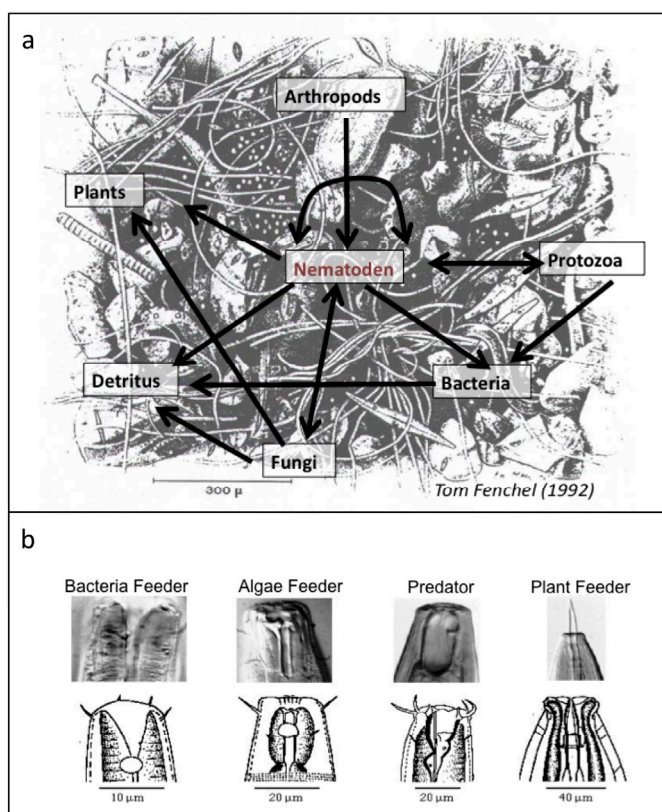 a
Arthropods
Plants
Nematoden
Protozoa
Detritus
Bacteria
Fungi
300 μ
Tom Fenchel (1992)
b
Bacteria Feeder
Algae Feeder
Predator
Plant Feeder
10 μm
20 μm
20 μm
40 μm